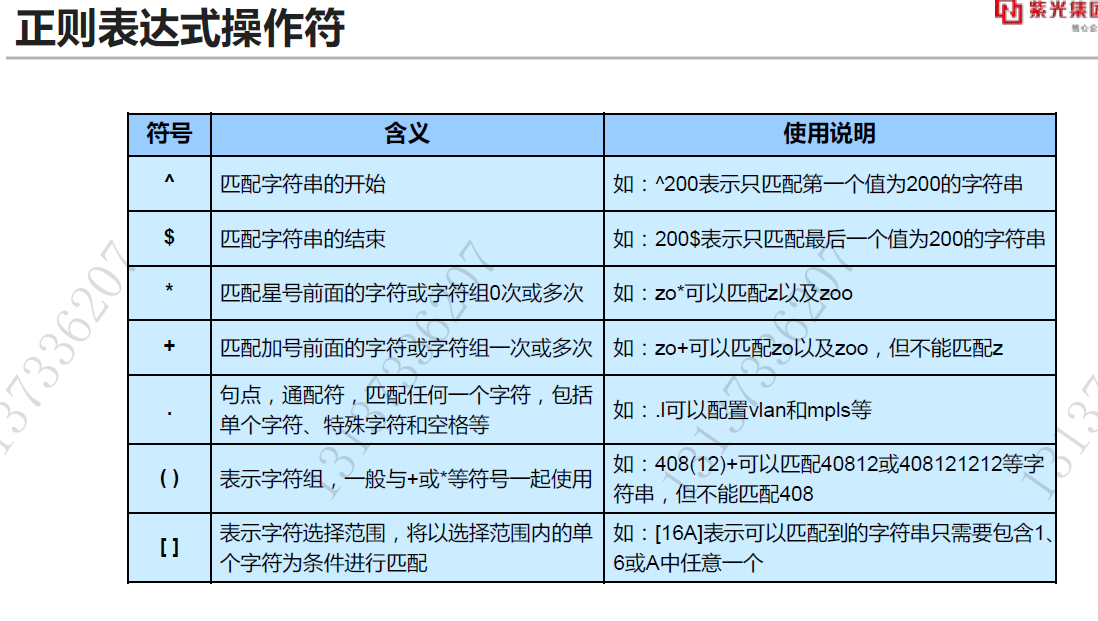 正则表达式操作符
紫光集团
核心企
符号 含义 使用说明
^ 匹配字符串的开始 如：^200表示只匹配第一个值为200的字符串
$ 匹配字符串的结束 如：200$表示只匹配最后一个值为200的字符串
* 匹配星号前面的字符或字符组0次或多次 如：zo*可以匹配z以及zoo
+ 匹配加号前面的字符或字符组一次或多次 如：zo+可以匹配zo以及zoo，但不能匹配z
. 句点，通配符，匹配任何一个字符，包括
单个字符、特殊字符和空格等
如：.l可以配置vlan和mpls等
( ) 表示字符组，一般与+或*等符号一起使用
如：408(12)+可以匹配40812或408121212等字
符串，但不能匹配408
[ ] 表示字符选择范围，将以选择范围内的单
个字符为条件进行匹配
如：[16A]表示可以匹配到的字符串只需要包含1、
6或A中任意一个
13137336207
13137336207